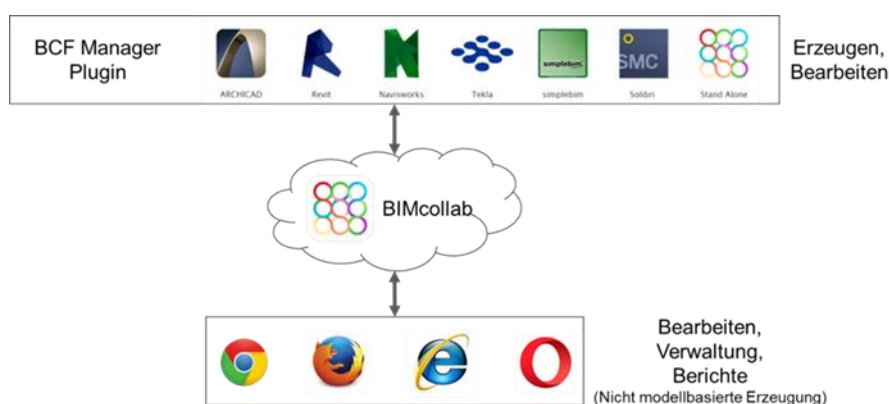 BCF Manager
Plugin
simplebim
SMC
ARCHICAD
Revit
Navisworks
Tekla
simplebim
Solibri
Stand Alone
Erzeugen,
Bearbeiten
BIMcollab
Bearbeiten,
Verwaltung,
Berichte
(Nicht modellbasierte Erzeugung)